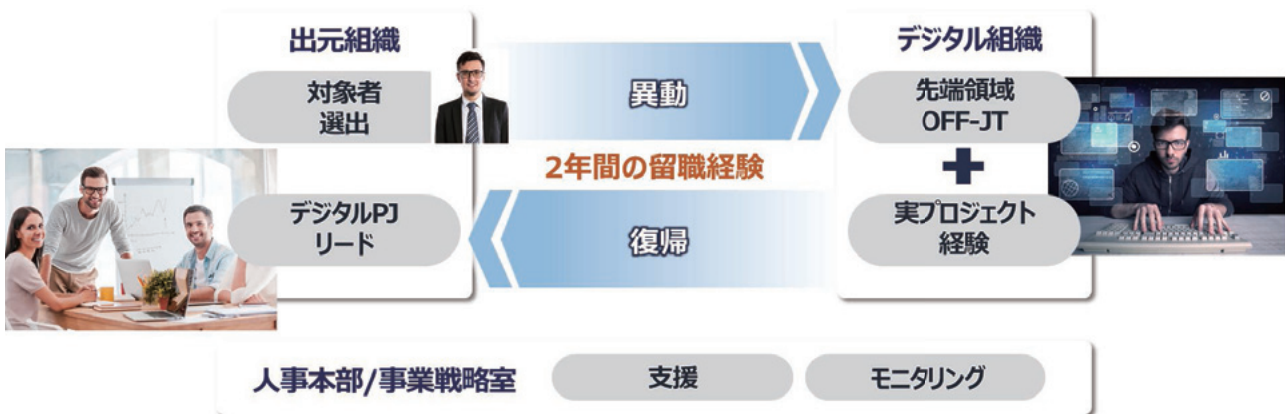 出元組織
対象者
選出
デジタルPJ
リード
異動
2年間の留職経験
復帰
デジタル組織
先端領域
OFF-JT
+
実プロジェクト
経験
人事本部/事業戦略室
支援
モニタリング